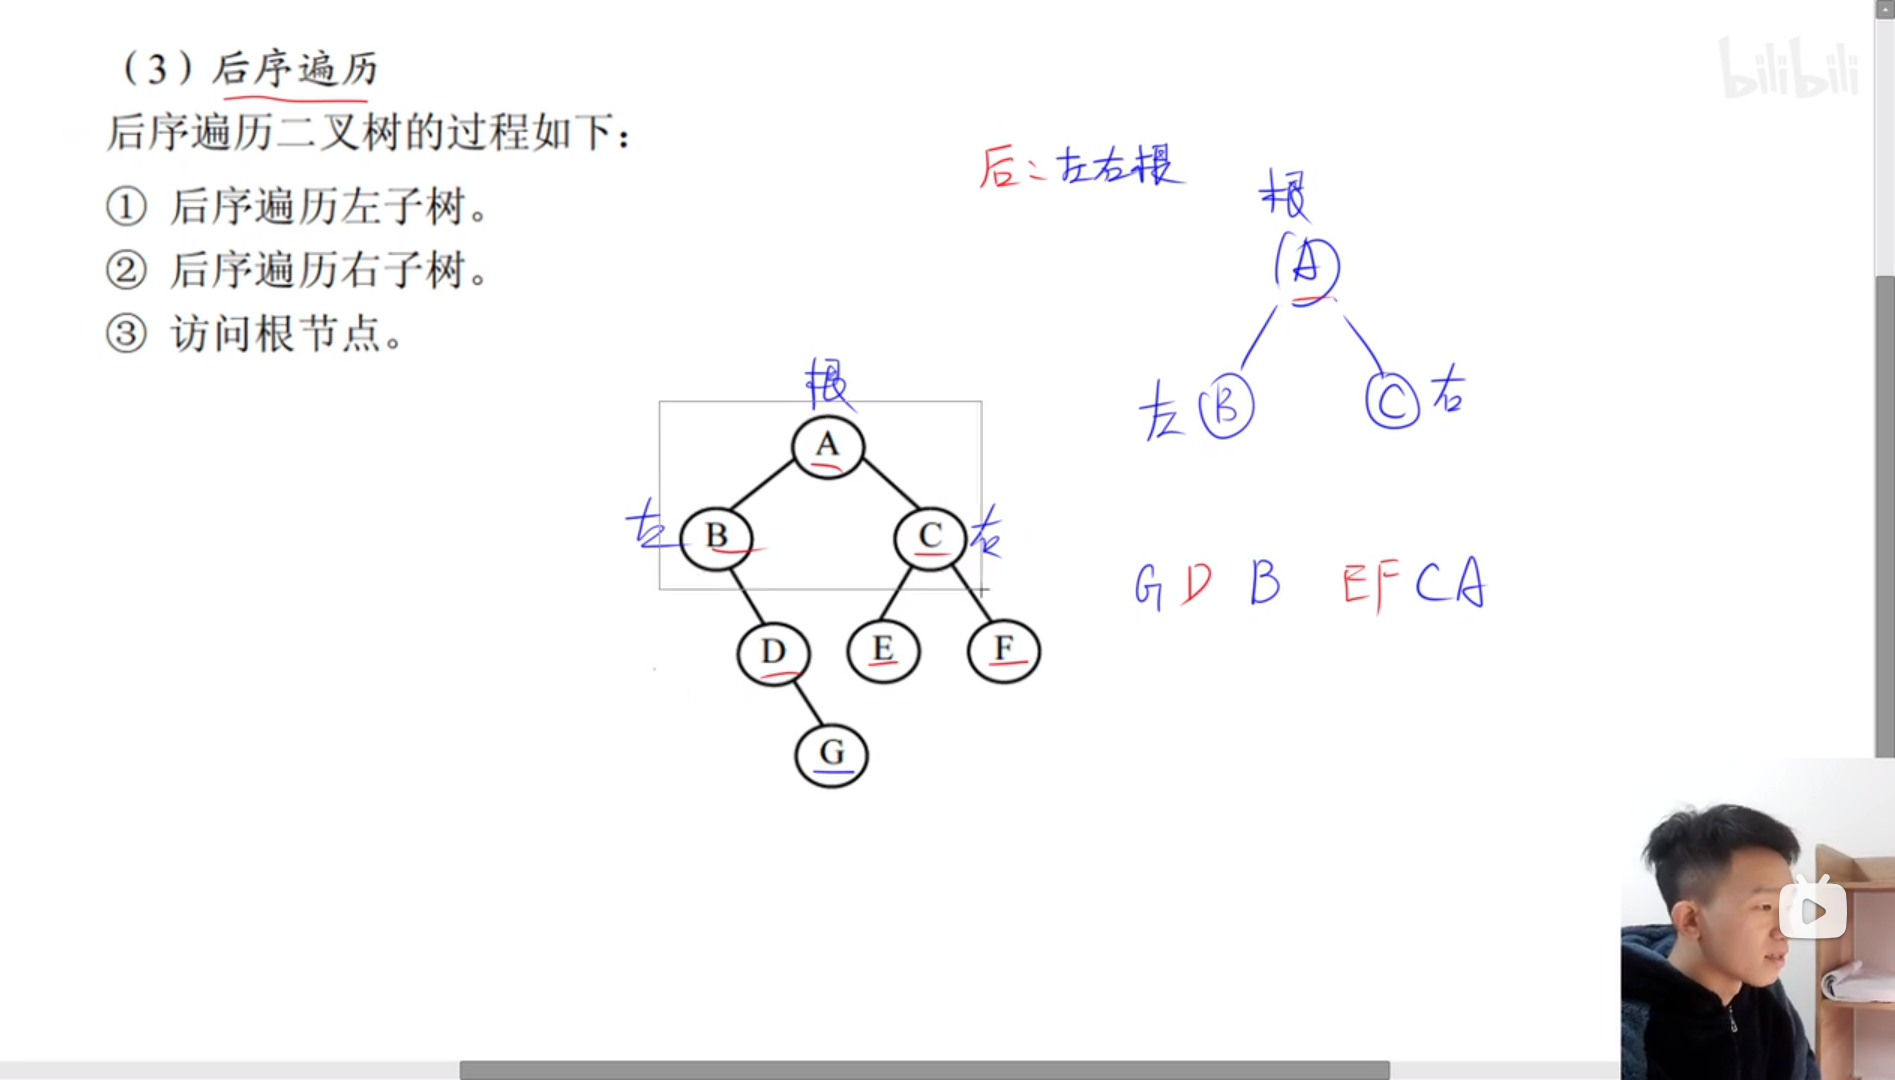 （3）后序遍历
后序遍历二叉树的过程如下：
① 后序遍历左子树。
② 后序遍历右子树。
③ 访问根节点。
bilibili
后：左右根
根
A
左 B
C 右
根
A
左 B
C 右
D
E
F
G
G D B EF CA